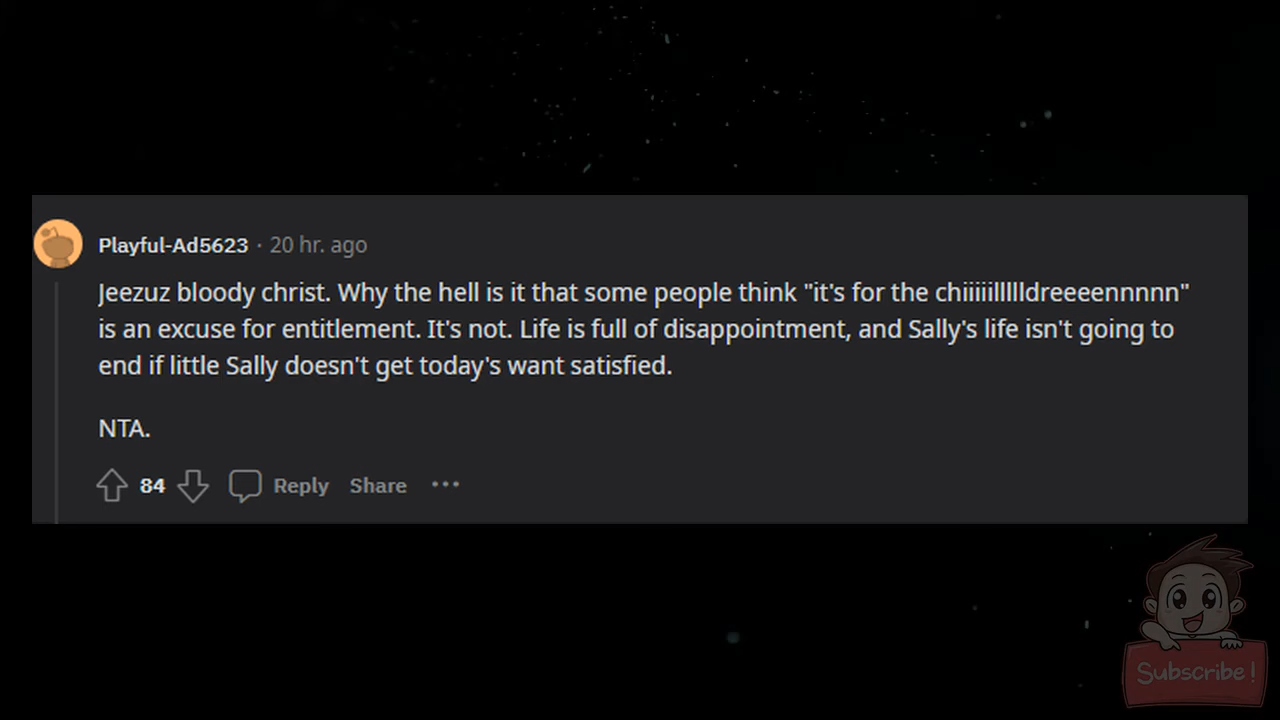 Playful-Ad5623 · 20 hr. ago
Jeezuz bloody christ. Why the hell is it that some people think "it's for the chiiiiillllldreeeennnnn"
is an excuse for entitlement. It's not. Life is full of disappointment, and Sally's life isn't going to
end if little Sally doesn't get today's want satisfied.
NTA.
84 Reply Share ···
Subscribe!